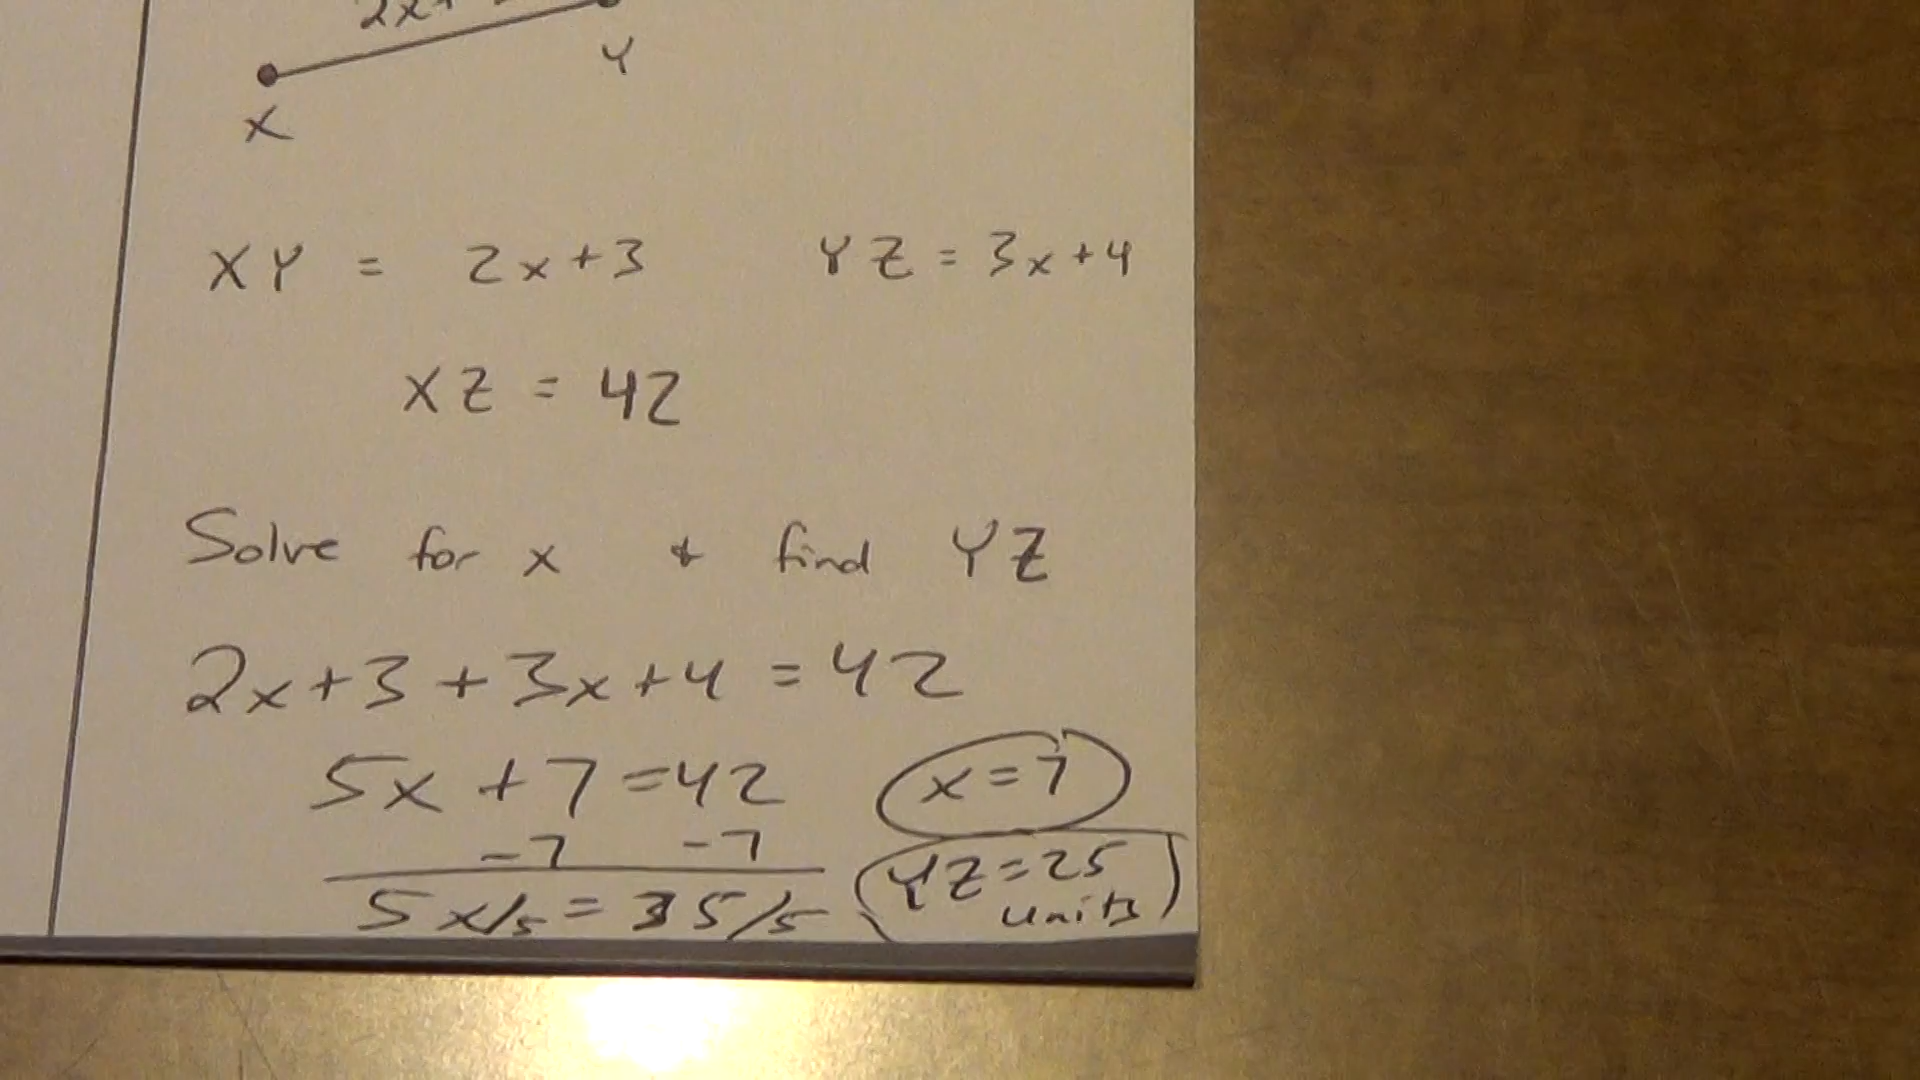 2x+
Y
X
XY = 2x+3 YZ = 3x+4
XZ = 42
Solve for x + find YZ
2x+3+3x+4 = 42
5x+7=42 x=7
-7 -7 YZ=25
5x/5 = 35/5 units